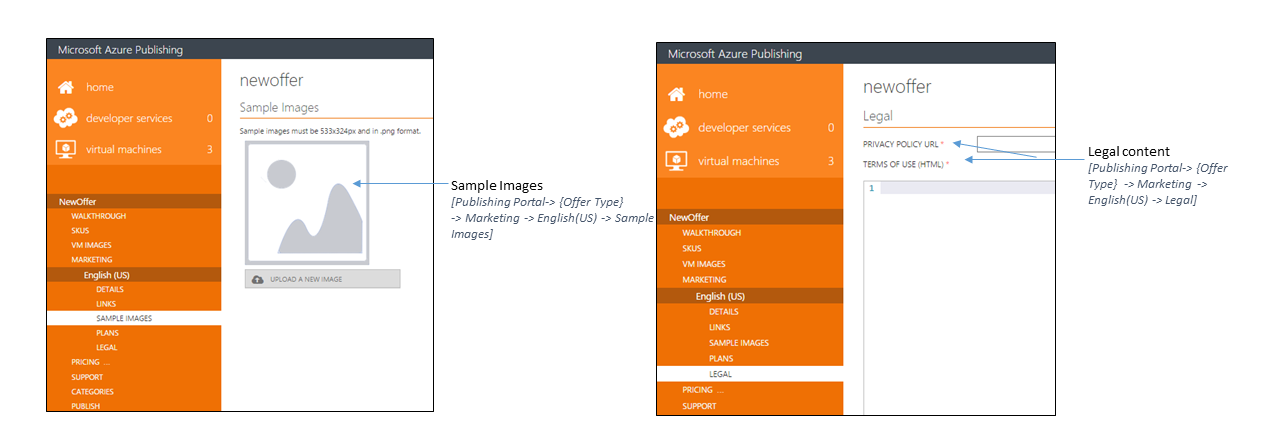 Microsoft Azure Publishing
home
developer services 0
virtual machines 3
NewOffer
WALKTHROUGH
SKUS
VM IMAGES
MARKETING
English (US)
DETAILS
LINKS
SAMPLE IMAGES
PLANS
LEGAL
PRICING ...
SUPPORT
CATEGORIES
PUBLISH
newoffer
Sample Images
Sample images must be 533x324px and in .png format.
UPLOAD A NEW IMAGE
Sample Images
[Publishing Portal-> {Offer Type}
-> Marketing -> English(US) -> Sample
Images]
Microsoft Azure Publishing
home
developer services 0
virtual machines 3
NewOffer
WALKTHROUGH
SKUS
VM IMAGES
MARKETING
English (US)
DETAILS
LINKS
SAMPLE IMAGES
PLANS
LEGAL
PRICING ...
SUPPORT
newoffer
Legal
PRIVACY POLICY URL *
TERMS OF USE (HTML) *
1
Legal content
[Publishing Portal-> {Offer
Type} -> Marketing ->
English(US) -> Legal]